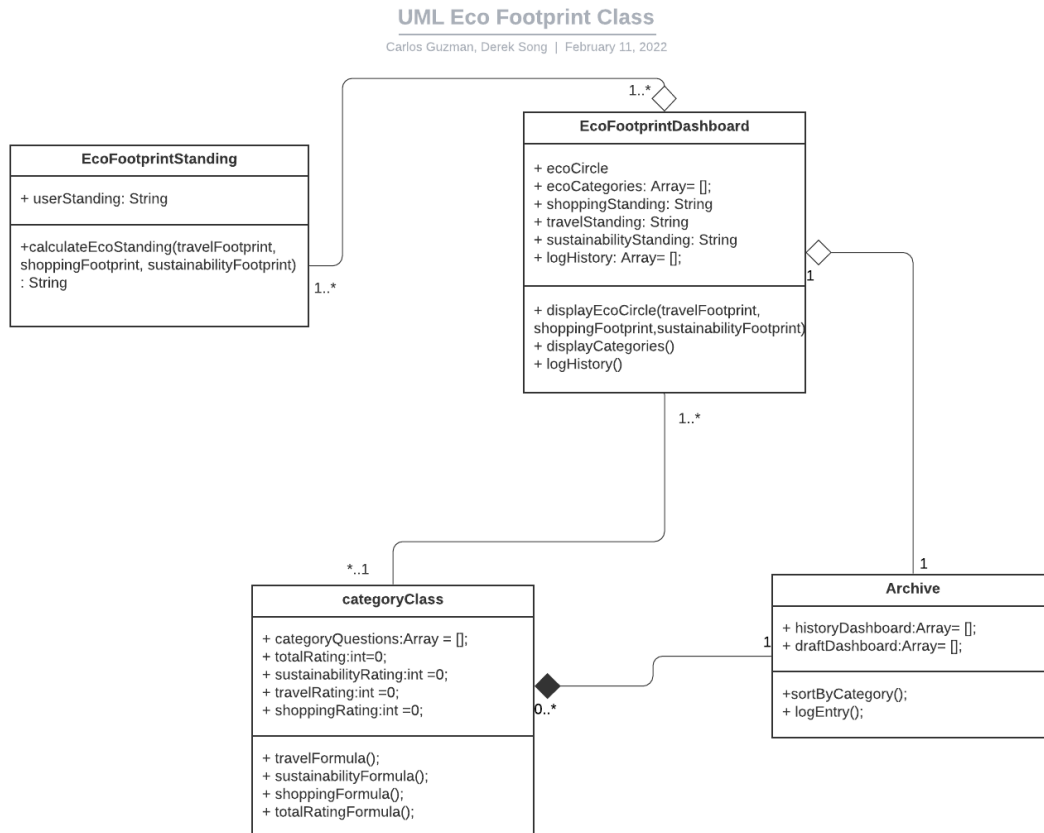 UML Eco Footprint Class
Carlos Guzman, Derek Song | February 11, 2022
1..*
EcoFootprintDashboard
+ ecoCircle
+ ecoCategories: Array= [];
+ shoppingStanding: String
+ travelStanding: String
+ sustainabilityStanding: String
+ logHistory: Array= [];
+ displayEcoCircle(travelFootprint,
shoppingFootprint,sustainabilityFootprint)
+ displayCategories()
+ logHistory()
EcoFootprintStanding
+ userStanding: String
+calculateEcoStanding(travelFootprint,
shoppingFootprint, sustainabilityFootprint)
: String
1..*
1
1..*
*..1
1
categoryClass
+ categoryQuestions:Array = [];
+ totalRating:int=0;
+ sustainabilityRating:int =0;
+ travelRating:int =0;
+ shoppingRating:int =0;
+ travelFormula();
+ sustainabilityFormula();
+ shoppingFormula();
+ totalRatingFormula();
0..*
1
Archive
+ historyDashboard:Array= [];
+ draftDashboard:Array= [];
+sortByCategory();
+ logEntry();